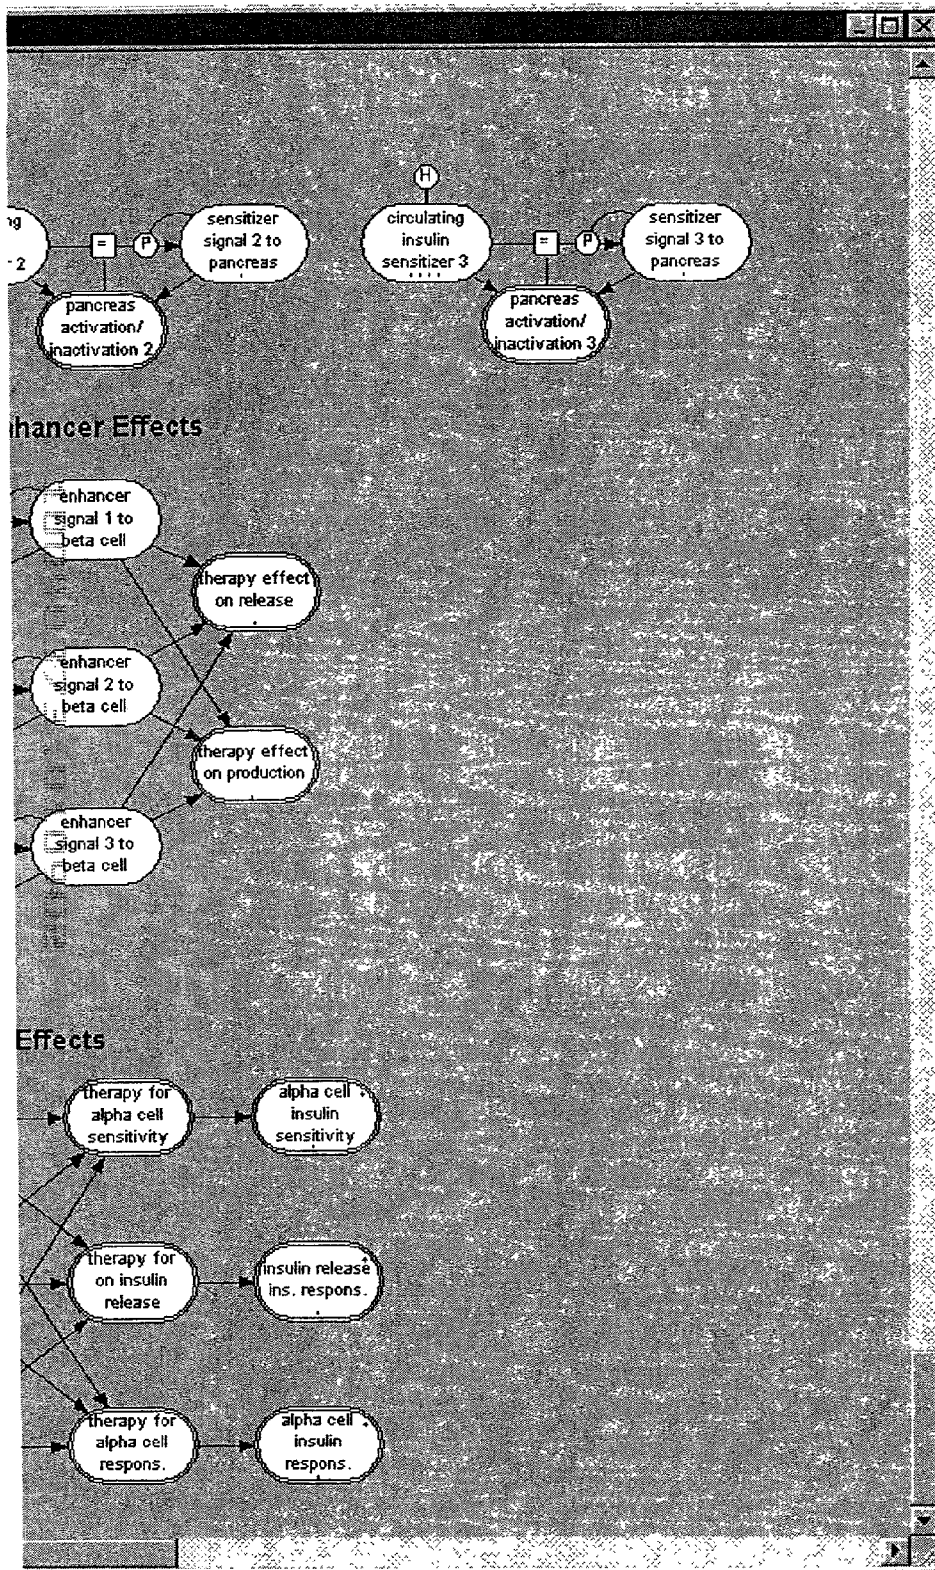 H
ng
r 2
=
P
sensitizer
signal 2 to
pancreas
pancreas
activation/
inactivation 2
circulating
insulin
sensitizer 3
=
P
sensitizer
signal 3 to
pancreas
pancreas
activation/
inactivation 3
nhancer Effects
enhancer
signal 1 to
beta cell
therapy effect
on release
enhancer
signal 2 to
beta cell
therapy effect
on production
enhancer
signal 3 to
beta cell
Effects
therapy for
alpha cell
sensitivity
alpha cell
insulin
sensitivity
therapy for
on insulin
release
insulin release
ins. respons.
therapy for
alpha cell
respons.
alpha cell
insulin
respons.